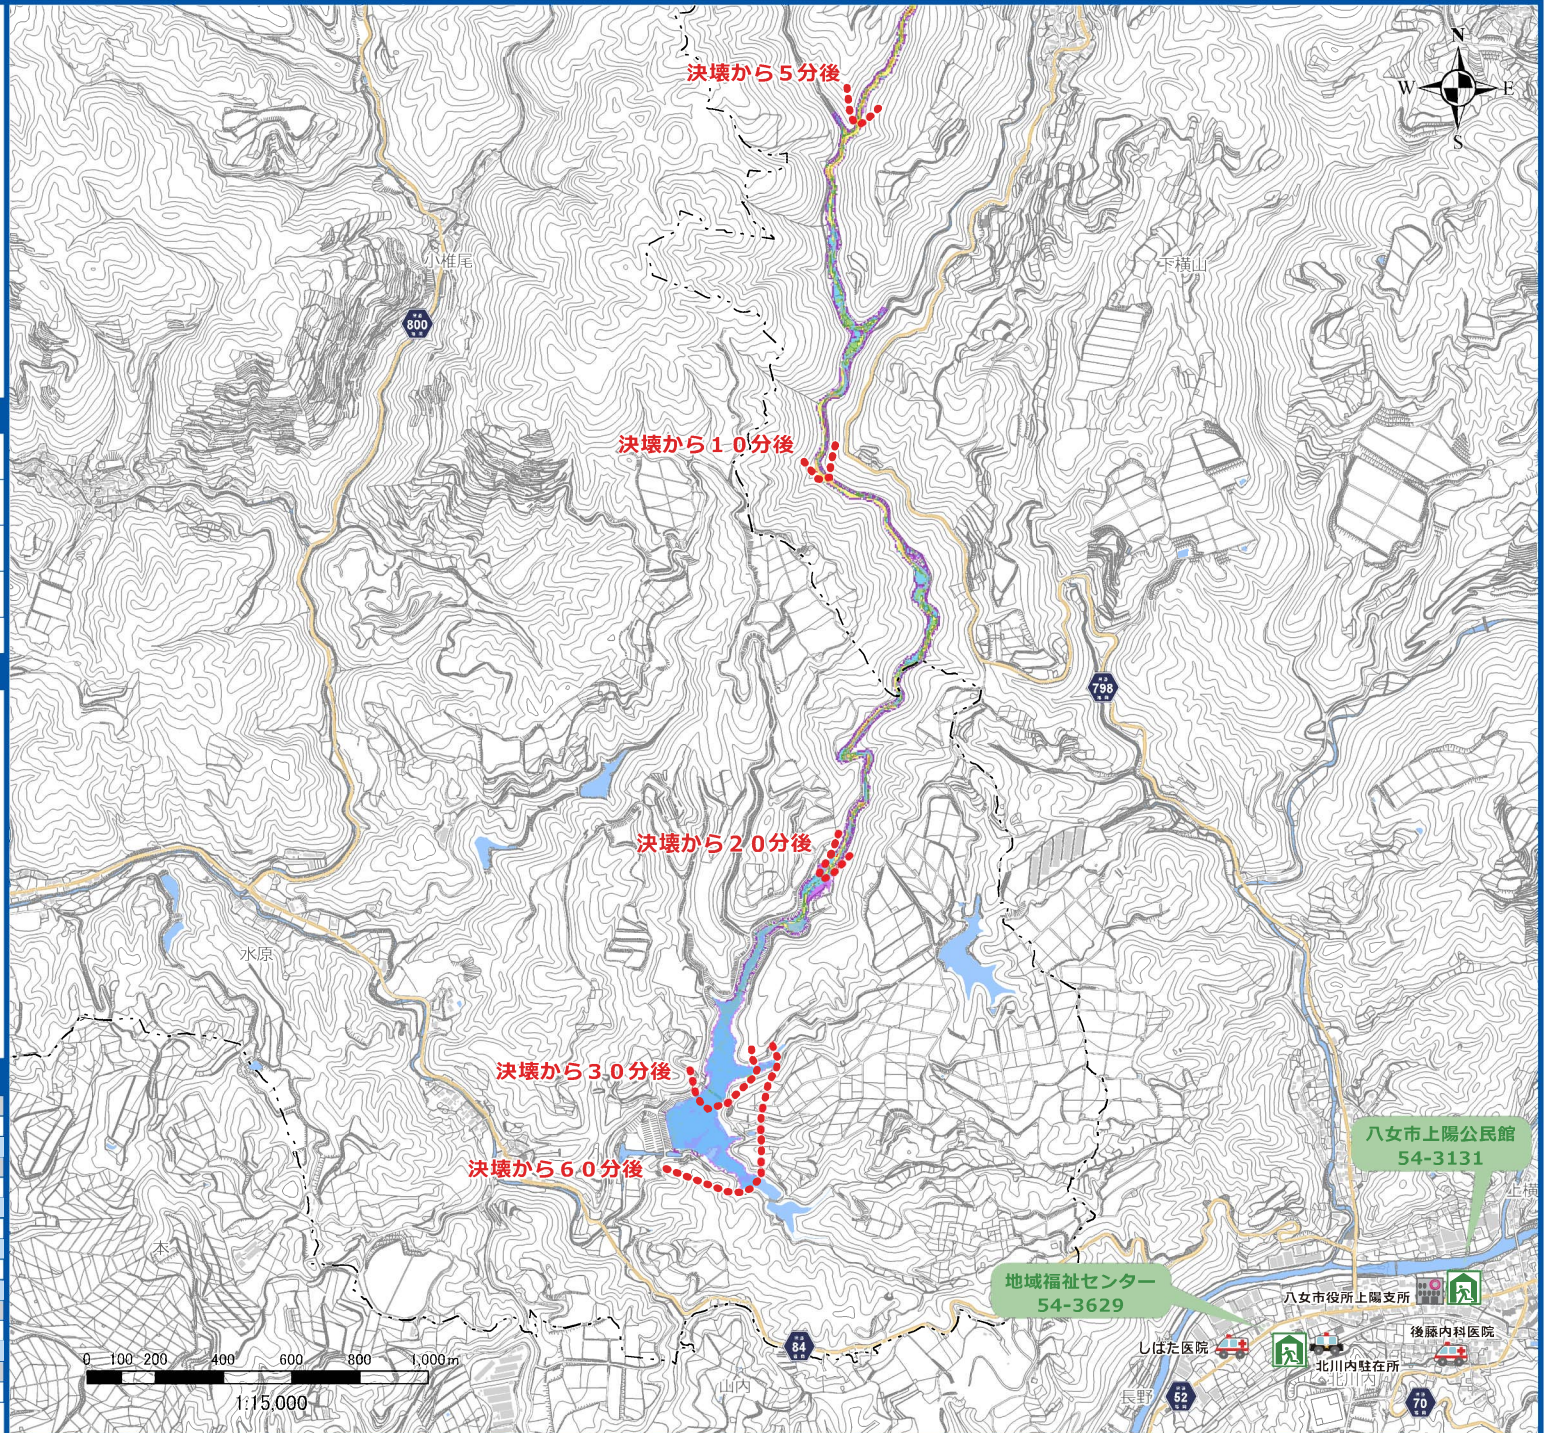 決壊から５分後
N
W
E
S
小椎尾
下横山
800
決壊から１０分後
798
決壊から２０分後
水原
決壊から３０分後
八女市上陽公民館
54-3131
決壊から６０分後
上横
本
地域福祉センター
54-3629
八女市役所上陽支所
後藤内科医院
しばた医院
84
北川内駐在所
0 100 200 400 600 800 1,000m
北川内
山内
長野
52
70
1:15,000